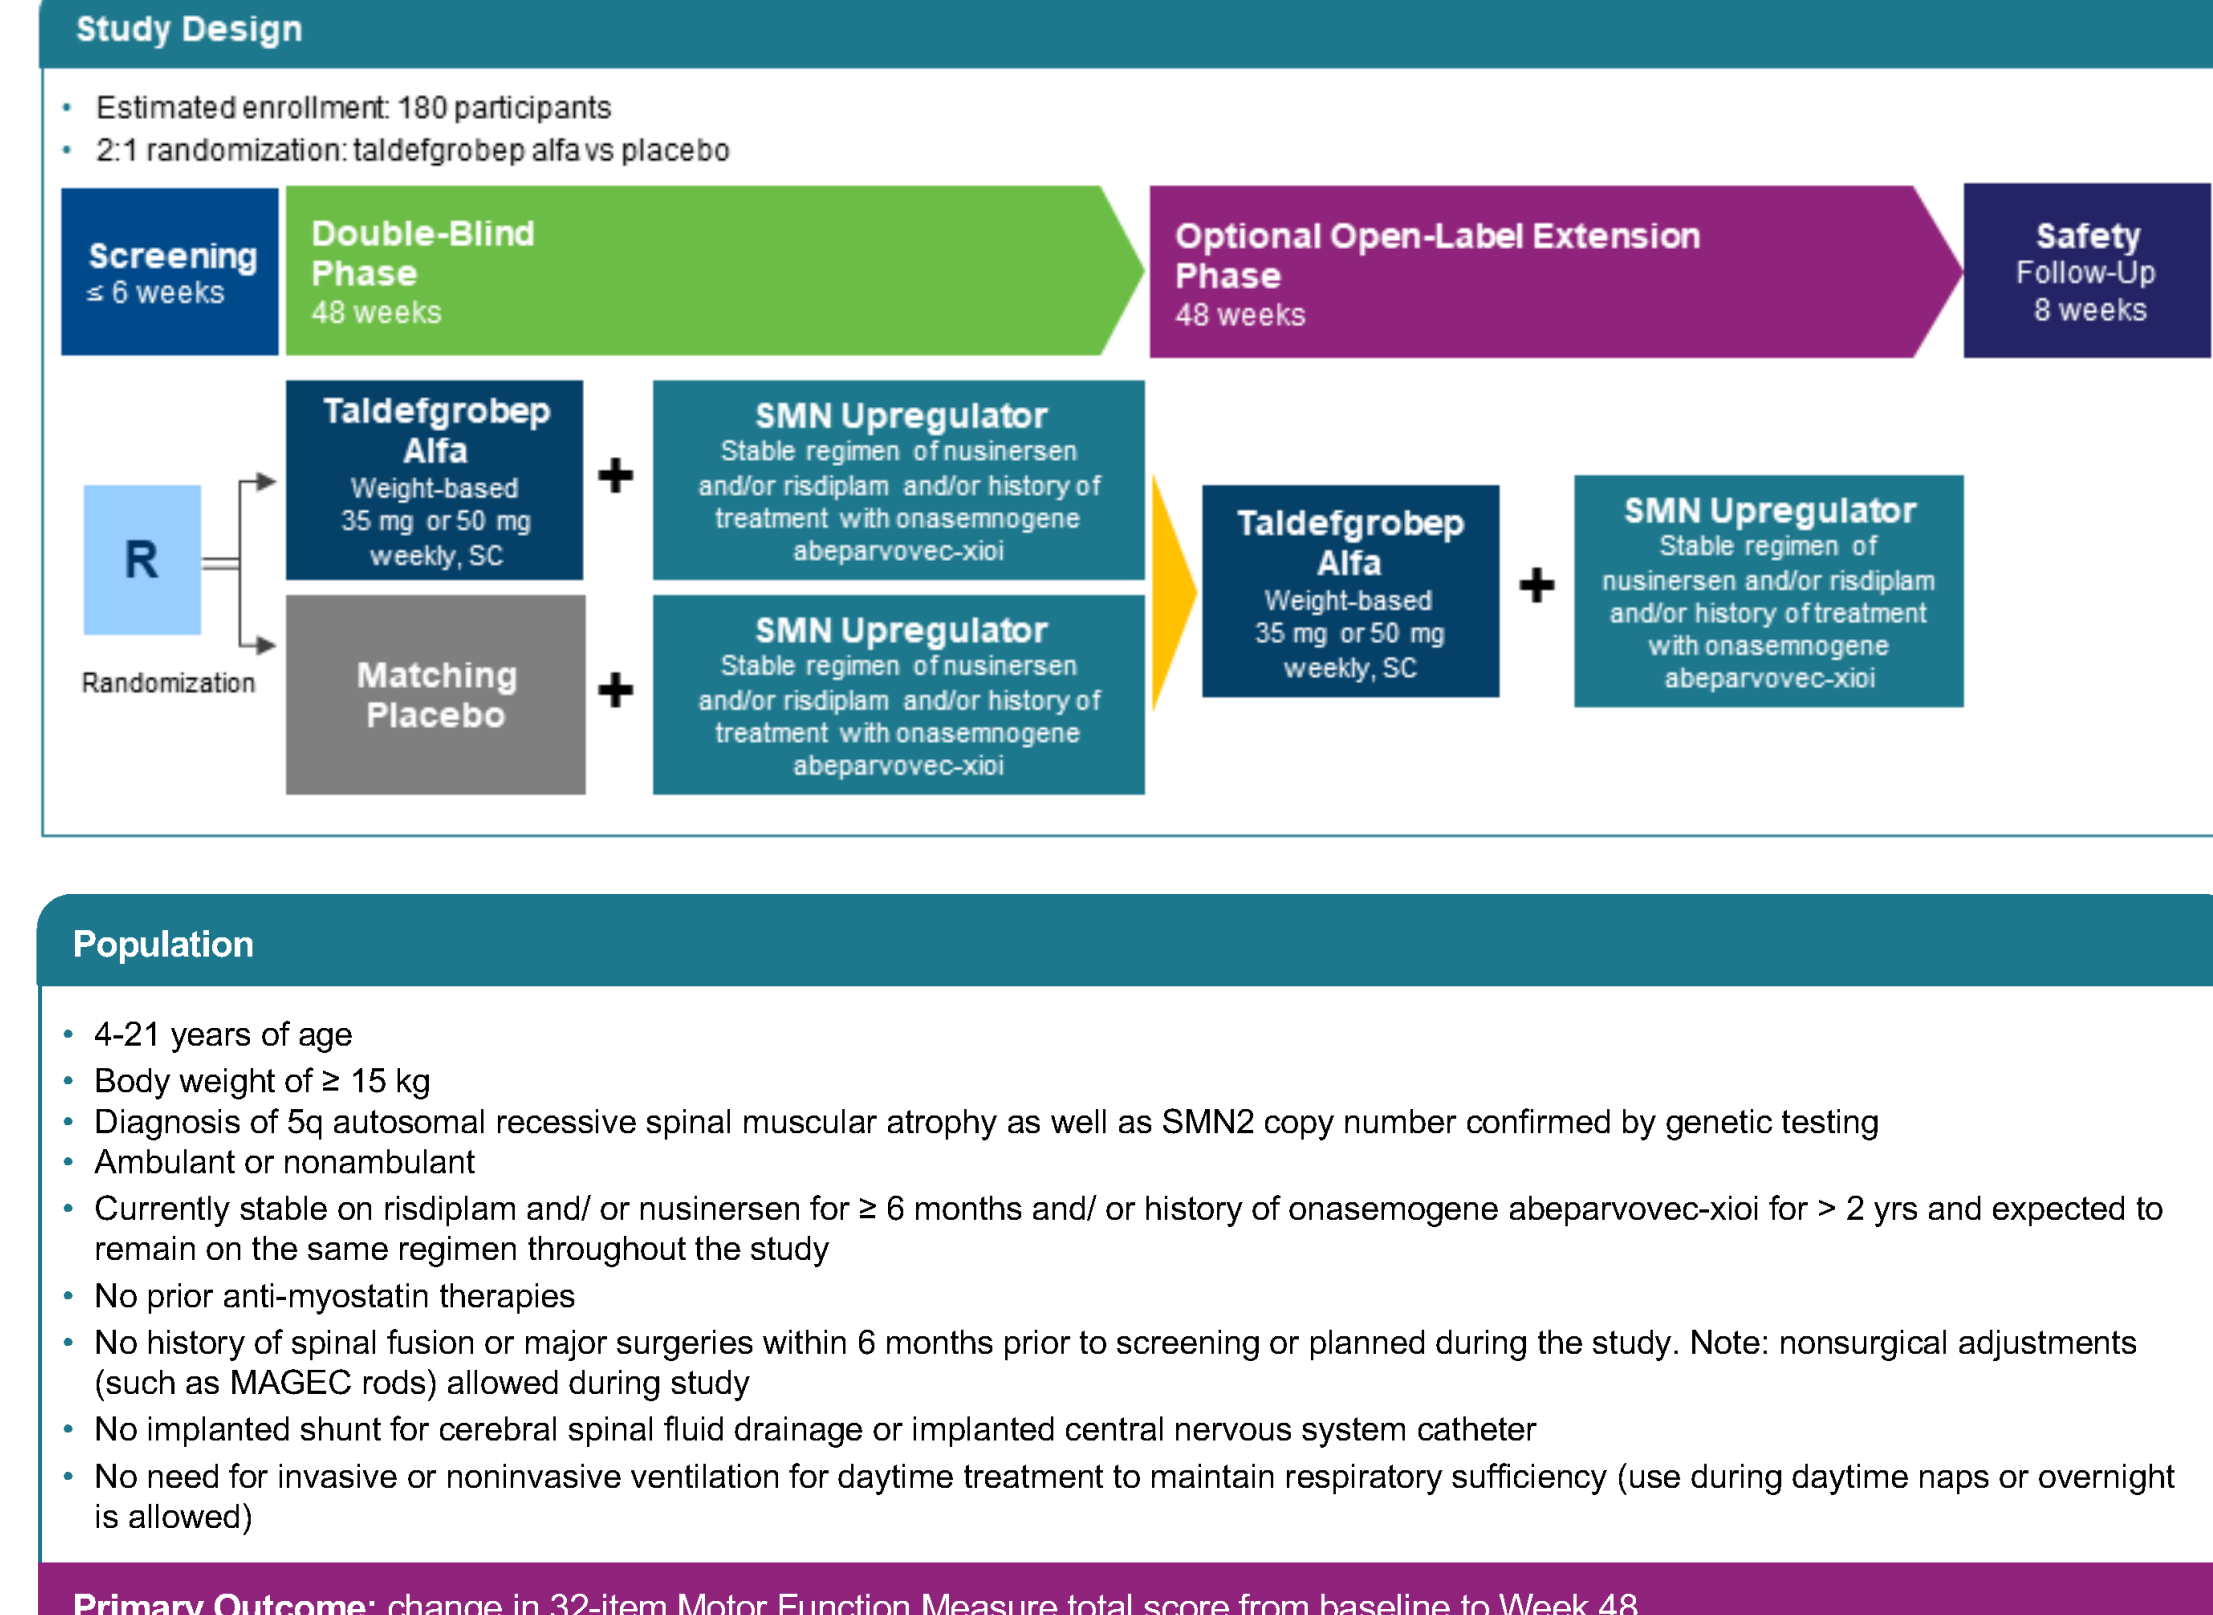 Study Design
• Estimated enrollment: 180 participants
• 2:1 randomization: taldefgrobep alfa vs placebo
Screening
≤ 6 weeks
Double-Blind
Phase
48 weeks
Optional Open-Label Extension
Phase
48 weeks
Safety
Follow-Up
8 weeks
R
Randomization
Taldefgrobep
Alfa
Weight-based
35 mg or 50 mg
weekly, SC
+
SMN Upregulator
Stable regimen of nusinersen
and/or risdiplam and/or history of
treatment with onasemnogene
abeparvovec-xioi
Matching
Placebo
+
SMN Upregulator
Stable regimen of nusinersen
and/or risdiplam and/or history of
treatment with onasemnogene
abeparvovec-xioi
Taldefgrobep
Alfa
Weight-based
35 mg or 50 mg
weekly, SC
+
SMN Upregulator
Stable regimen of
nusinersen and/or risdiplam
and/or history of treatment
with onasemnogene
abeparvovec-xioi
Population
• 4-21 years of age
• Body weight of ≥ 15 kg
• Diagnosis of 5q autosomal recessive spinal muscular atrophy as well as SMN2 copy number confirmed by genetic testing
• Ambulant or nonambulant
• Currently stable on risdiplam and/ or nusinersen for ≥ 6 months and/ or history of onasemogene abeparvovec-xioi for > 2 yrs and expected to
remain on the same regimen throughout the study
• No prior anti-myostatin therapies
• No history of spinal fusion or major surgeries within 6 months prior to screening or planned during the study. Note: nonsurgical adjustments
(such as MAGEC rods) allowed during study
• No implanted shunt for cerebral spinal fluid drainage or implanted central nervous system catheter
• No need for invasive or noninvasive ventilation for daytime treatment to maintain respiratory sufficiency (use during daytime naps or overnight
is allowed)
Primary Outcome: change in 32-item Motor Function Measure total score from baseline to Week 48